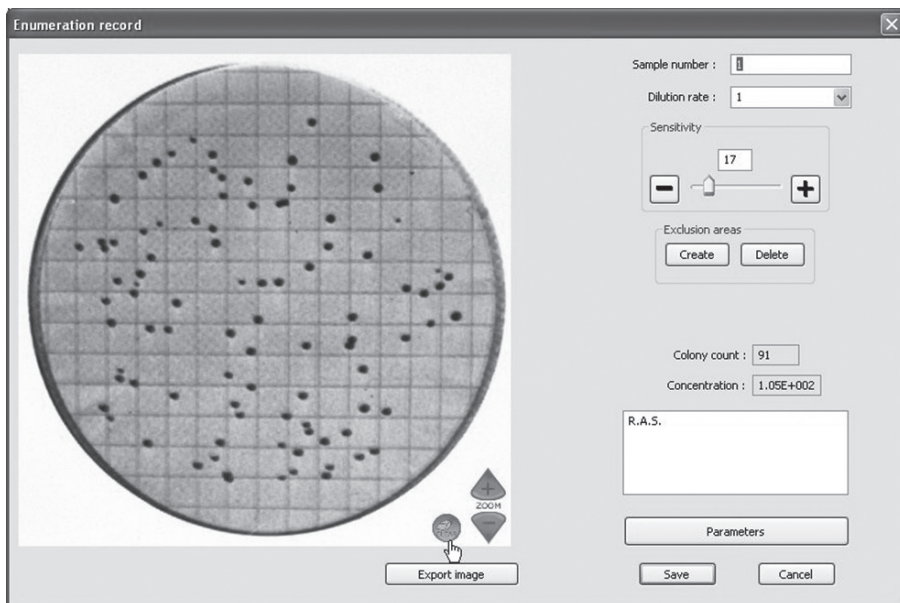 Enumeration record
Sample number :
Dilution rate : 1
Sensitivity
17
Exclusion areas
Create Delete
Colony count : 91
Concentration : 1.05E+002
R.A.S.
ZOOM
Parameters
Export image
Save Cancel